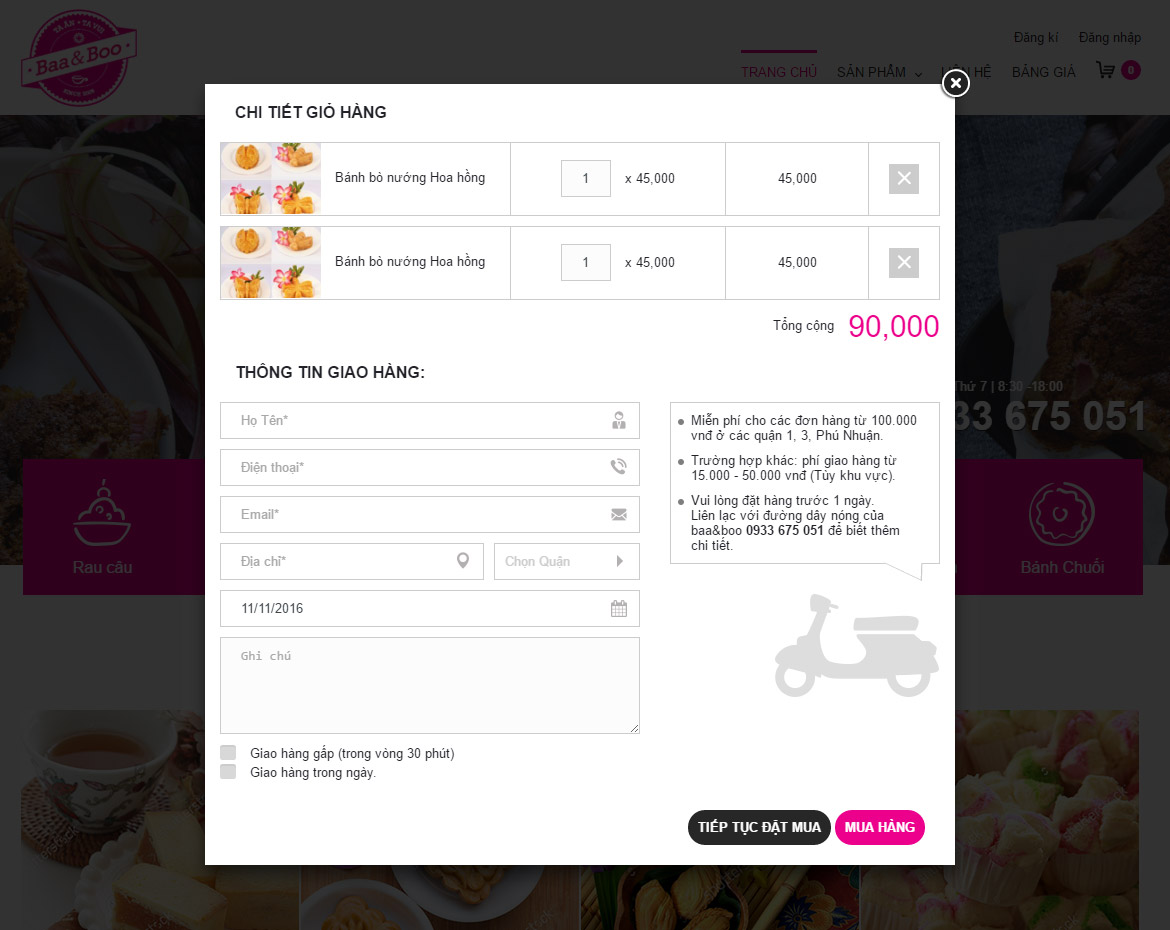 TA ĂN · TA VUI
Baa & Boo
SINCE 2009
Đăng kí
Đăng nhập
TRANG CHỦ
SẢN PHẨM
LIÊN HỆ
BẢNG GIÁ
0
CHI TIẾT GIỎ HÀNG
Bánh bò nướng Hoa hồng
1
x 45,000
45,000
Bánh bò nướng Hoa hồng
1
x 45,000
45,000
Tổng cộng
90,000
THÔNG TIN GIAO HÀNG:
Thứ 7 | 8:30 -18:00
33 675 051
Họ Tên*
Điện thoại*
Email*
Địa chỉ*
Chọn Quận
11/11/2016
Ghi chú
Giao hàng gấp (trong vòng 30 phút)
Giao hàng trong ngày.
Miễn phí cho các đơn hàng từ 100.000
vnđ ở các quận 1, 3, Phú Nhuận.
Trường hợp khác: phí giao hàng từ
15.000 - 50.000 vnđ (Tùy khu vực).
Vui lòng đặt hàng trước 1 ngày.
Liên lạc với đường dây nóng của
baa&boo 0933 675 051 để biết thêm
chi tiết.
Rau câu
Bánh Chuối
TIẾP TỤC ĐẶT MUA
MUA HÀNG